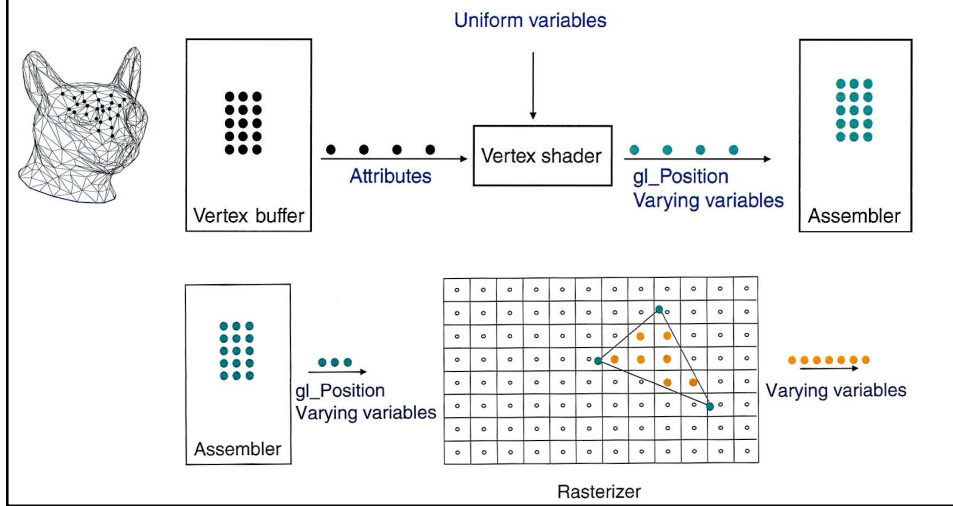 Uniform variables
Vertex shader
Attributes
gl_Position
Varying variables
Vertex buffer
Assembler
gl_Position
Varying variables
Varying variables
Assembler
Rasterizer